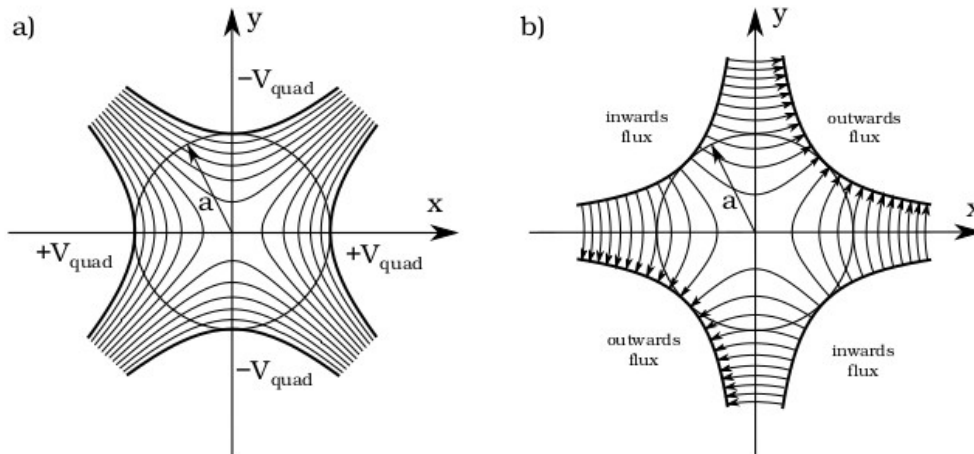 a)
y
−V_quad
a
x
+V_quad
+V_quad
−V_quad
b)
y
inwards
flux
outwards
flux
a
x
outwards
flux
inwards
flux